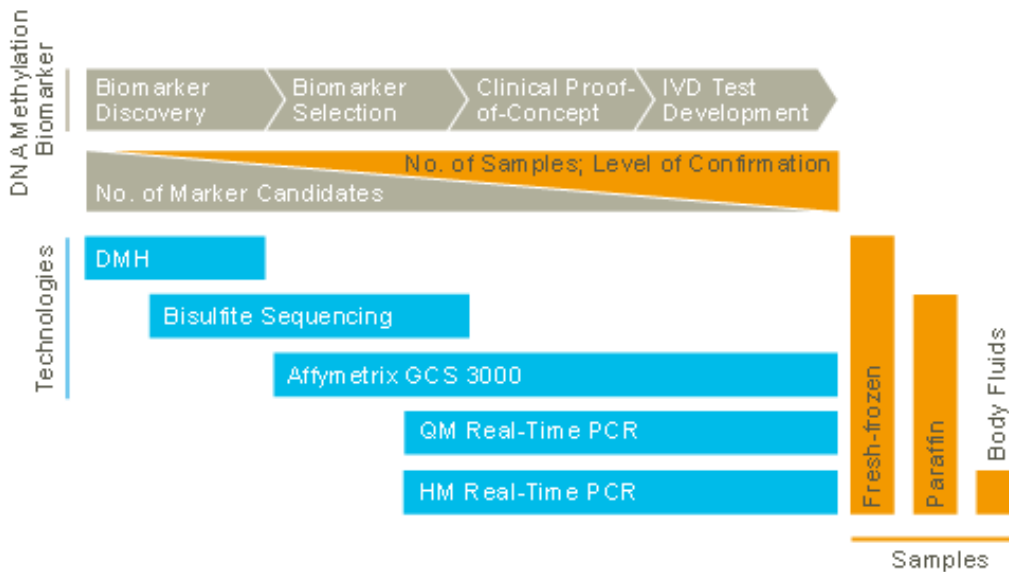 DNA Methylation
Biomarker
Biomarker
Discovery
Biomarker
Selection
Clinical Proof-
of-Concept
IVD Test
Development
No. of Samples; Level of Confirmation
No. of Marker Candidates
Technologies
DMH
Bisulfite Sequencing
Affymetrix GCS 3000
QM Real-Time PCR
HM Real-Time PCR
Fresh-frozen
Paraffin
Body Fluids
Samples